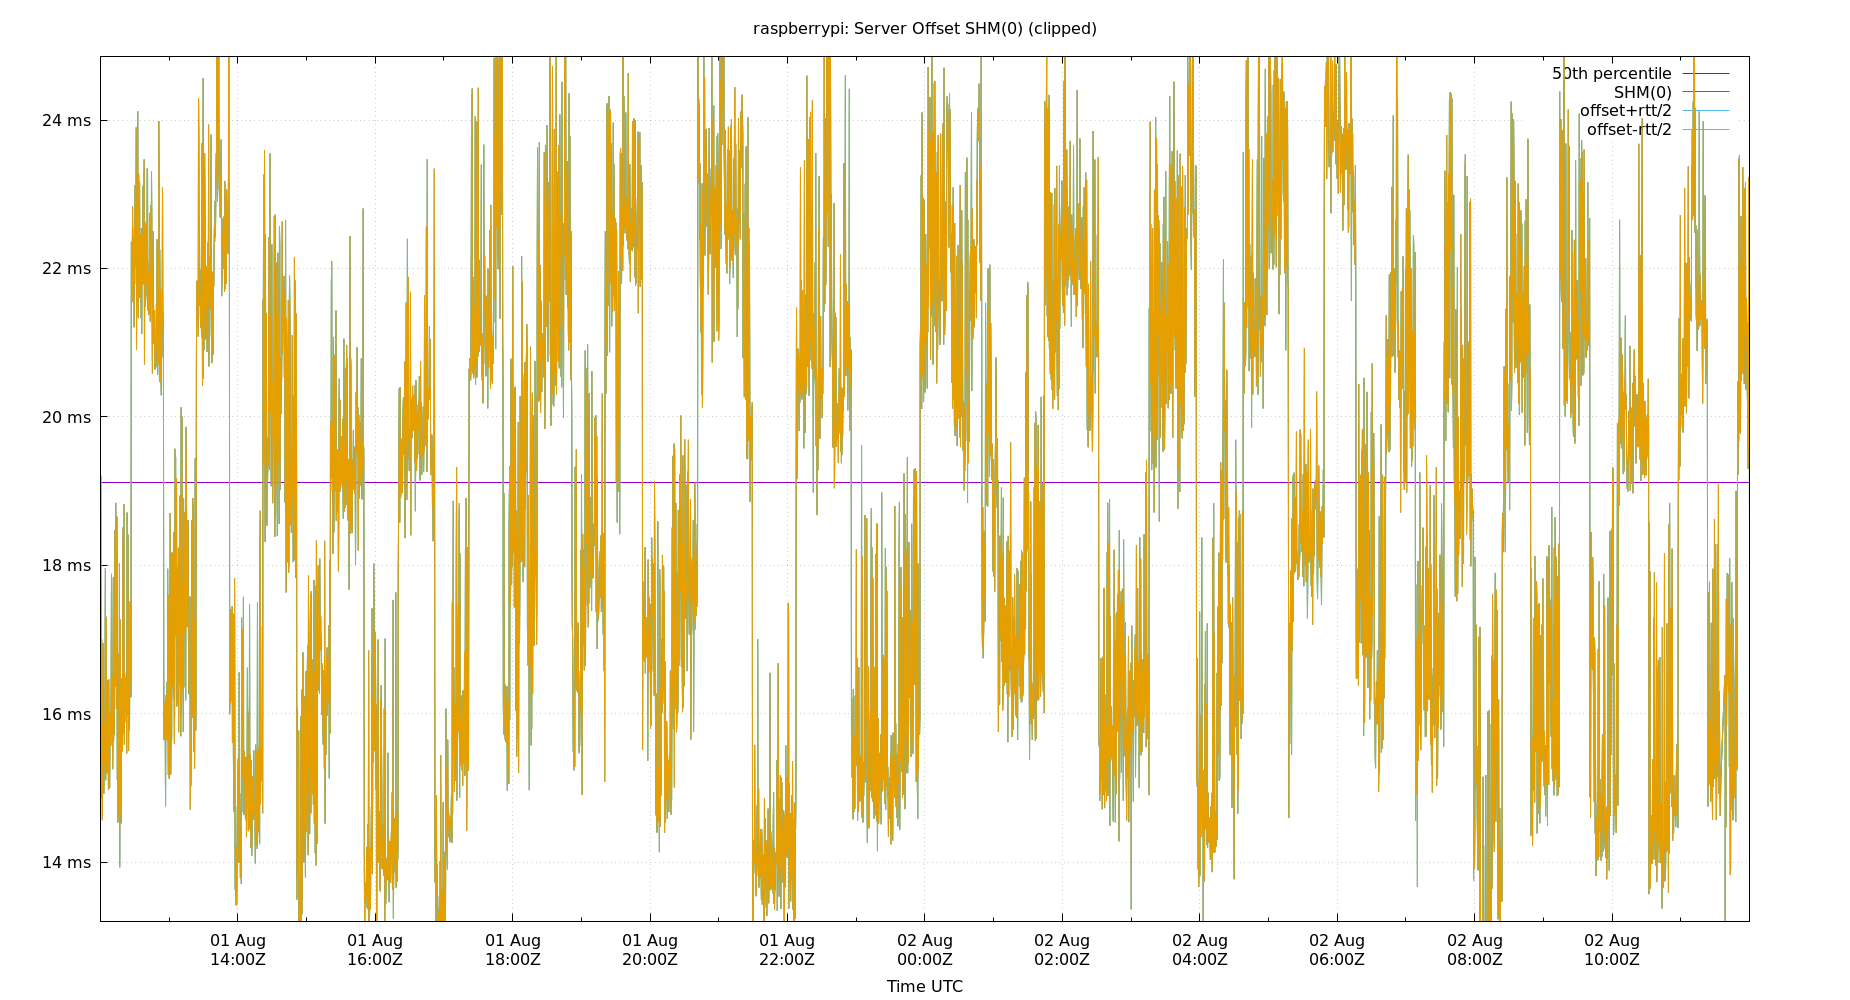 raspberrypi: Server Offset SHM(0) (clipped)
50th percentile
SHM(0)
offset+rtt/2
offset-rtt/2
24 ms
22 ms
20 ms
18 ms
16 ms
14 ms
01 Aug 01 Aug 01 Aug 01 Aug 01 Aug 02 Aug 02 Aug 02 Aug 02 Aug 02 Aug 02 Aug
14:00Z 16:00Z 18:00Z 20:00Z 22:00Z 00:00Z 02:00Z 04:00Z 06:00Z 08:00Z 10:00Z
Time UTC